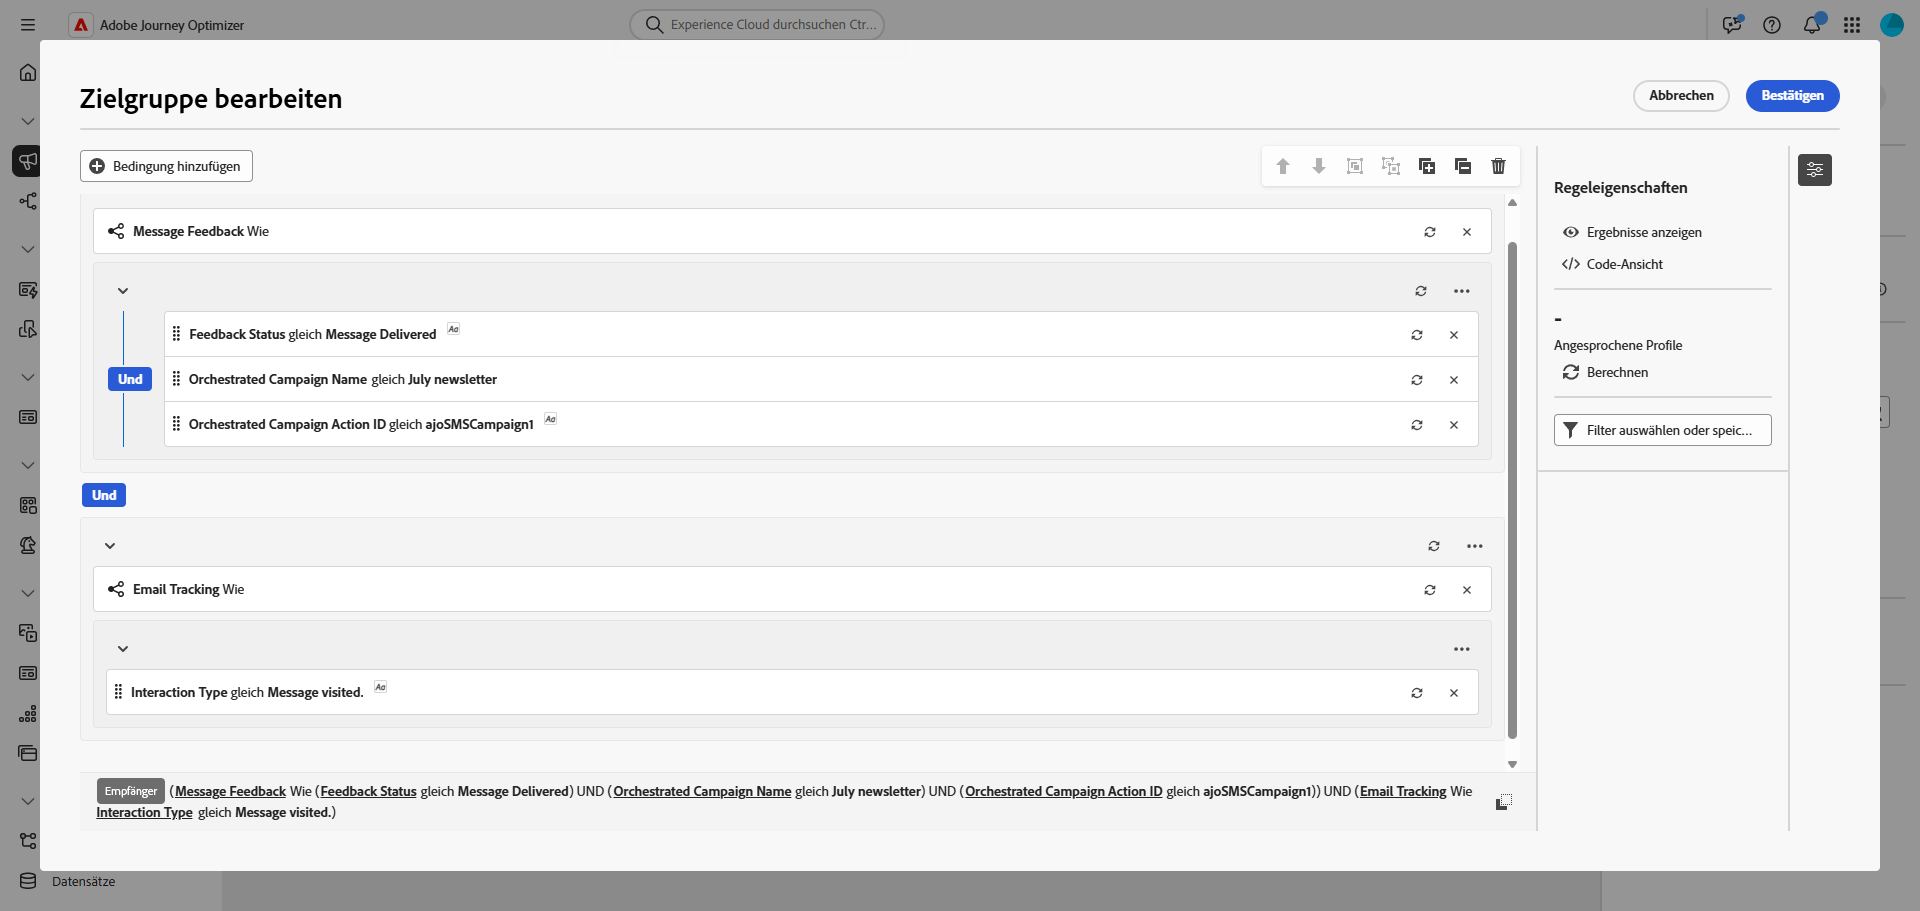 Adobe Journey Optimizer
Experience Cloud durchsuchen Ctr...
Zielgruppe bearbeiten
Abbrechen
Bestätigen
Bedingung hinzufügen
Message Feedback Wie
Feedback Status gleich Message Delivered Aa
Und
Orchestrated Campaign Name gleich July newsletter
Orchestrated Campaign Action ID gleich ajoSMSCampaign1 Aa
Und
Email Tracking Wie
Interaction Type gleich Message visited. Aa
Empfänger (Message Feedback Wie (Feedback Status gleich Message Delivered) UND (Orchestrated Campaign Name gleich July newsletter) UND (Orchestrated Campaign Action ID gleich ajoSMSCampaign1)) UND (Email Tracking Wie
Interaction Type gleich Message visited.)
Regeleigenschaften
Ergebnisse anzeigen
Code-Ansicht
-
Angesprochene Profile
Berechnen
Filter auswählen oder speic...
Datensätze